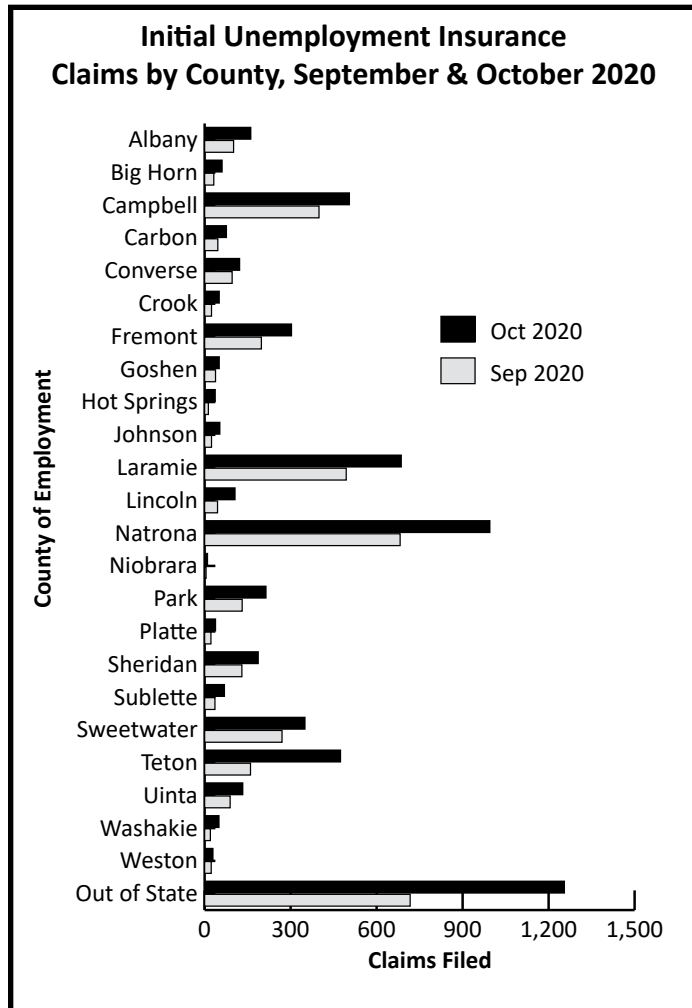 Initial Unemployment Insurance
Claims by County, September & October 2020
County of Employment
Albany
Big Horn
Campbell
Carbon
Converse
Crook
Fremont
Goshen
Hot Springs
Johnson
Laramie
Lincoln
Natrona
Niobrara
Park
Platte
Sheridan
Sublette
Sweetwater
Teton
Uinta
Washakie
Weston
Out of State
Oct 2020
Sep 2020
0 300 600 900 1,200 1,500
Claims Filed